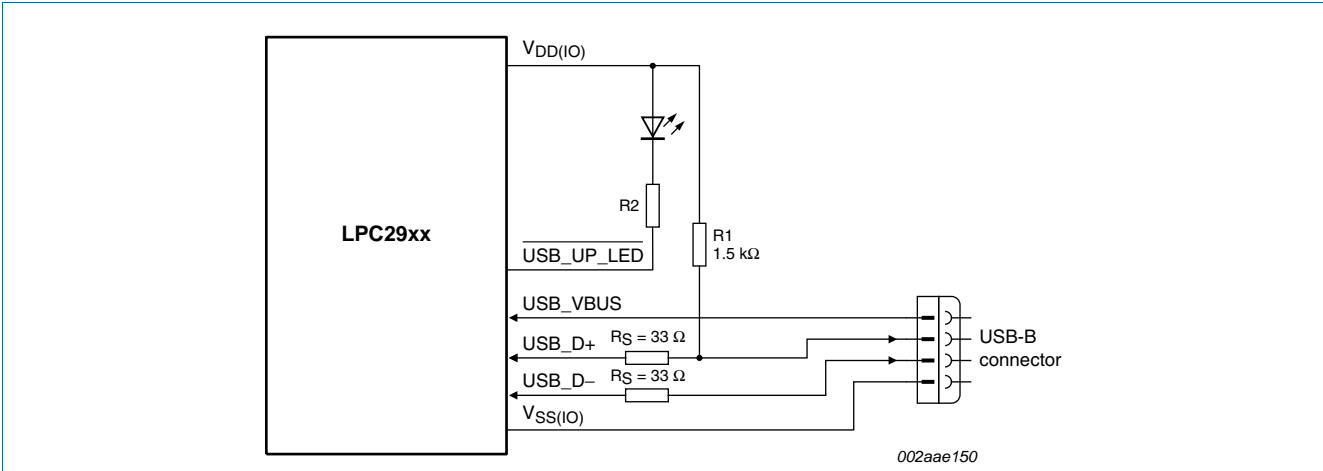 VDD(IO)
R2
LPC29xx
R1
1.5 kΩ
USB_UP_LED
USB_VBUS
USB_D+
RS = 33 Ω
USB-B
connector
USB_D−
RS = 33 Ω
VSS(IO)
002aae150